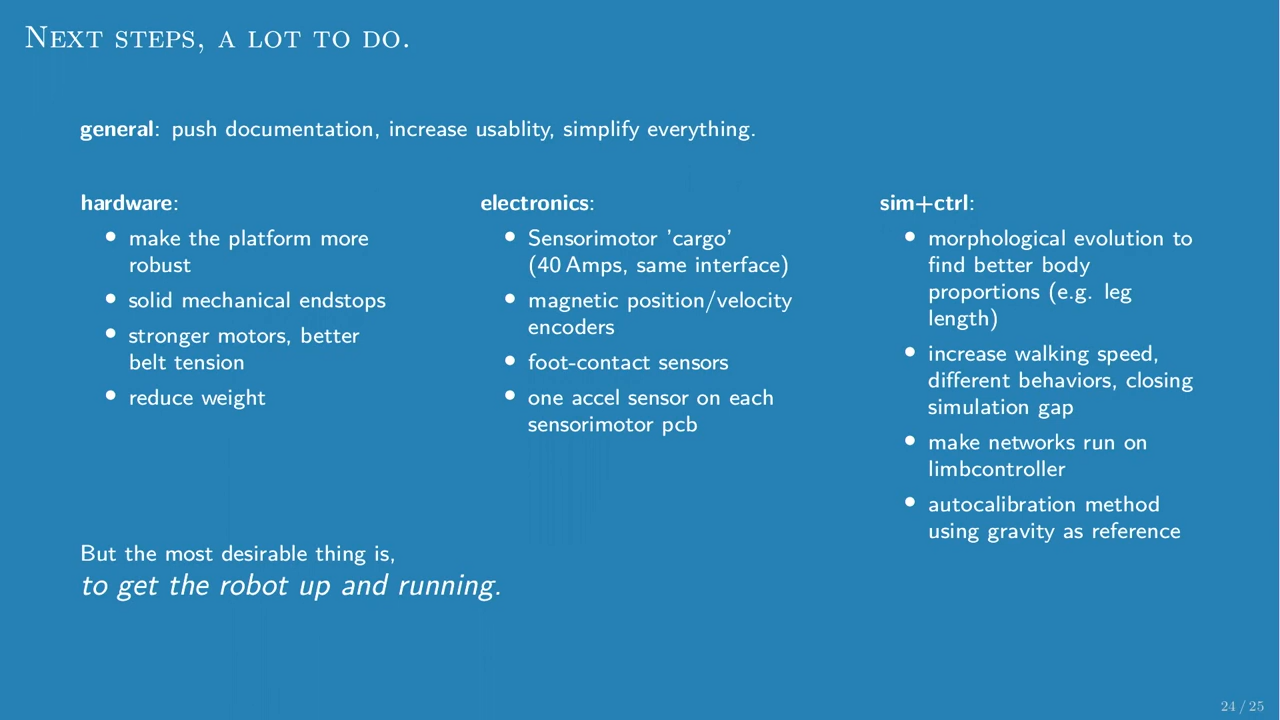 Next steps, a lot to do.
general: push documentation, increase usablity, simplify everything.
hardware:
• make the platform more
robust
• solid mechanical endstops
• stronger motors, better
belt tension
• reduce weight
electronics:
• Sensorimotor 'cargo'
(40 Amps, same interface)
• magnetic position/velocity
encoders
• foot-contact sensors
• one accel sensor on each
sensorimotor pcb
sim+ctrl:
• morphological evolution to
find better body
proportions (e.g. leg
length)
• increase walking speed,
different behaviors, closing
simulation gap
• make networks run on
limbcontroller
• autocalibration method
using gravity as reference
But the most desirable thing is,
to get the robot up and running.
24 / 25